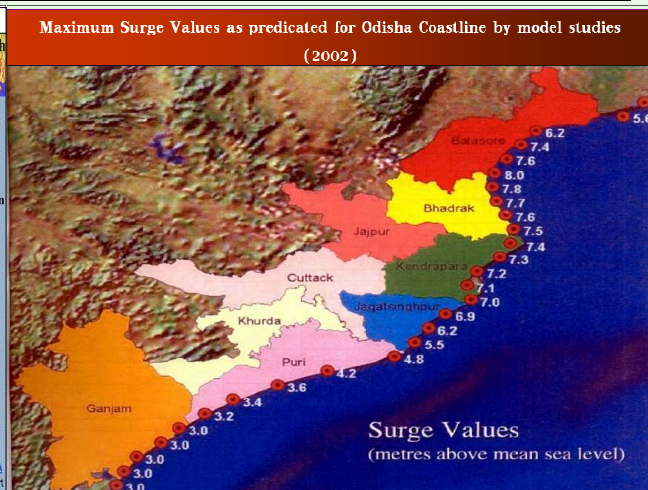 Maximum Surge Values as predicated for Odisha Coastline by model studies
(2002)
Balasore
6.2
7.4
7.6
8.0
7.8
7.7
7.6
7.5
7.4
7.3
7.2
7.1
7.0
6.9
6.2
5.5
4.8
4.2
3.6
3.4
3.2
3.0
3.0
3.0
3.0
3.0
Bhadrak
Jajpur
Kendrapara
Cuttack
Jagatsinghpur
Khurda
Puri
Ganjam
Surge Values
(metres above mean sea level)